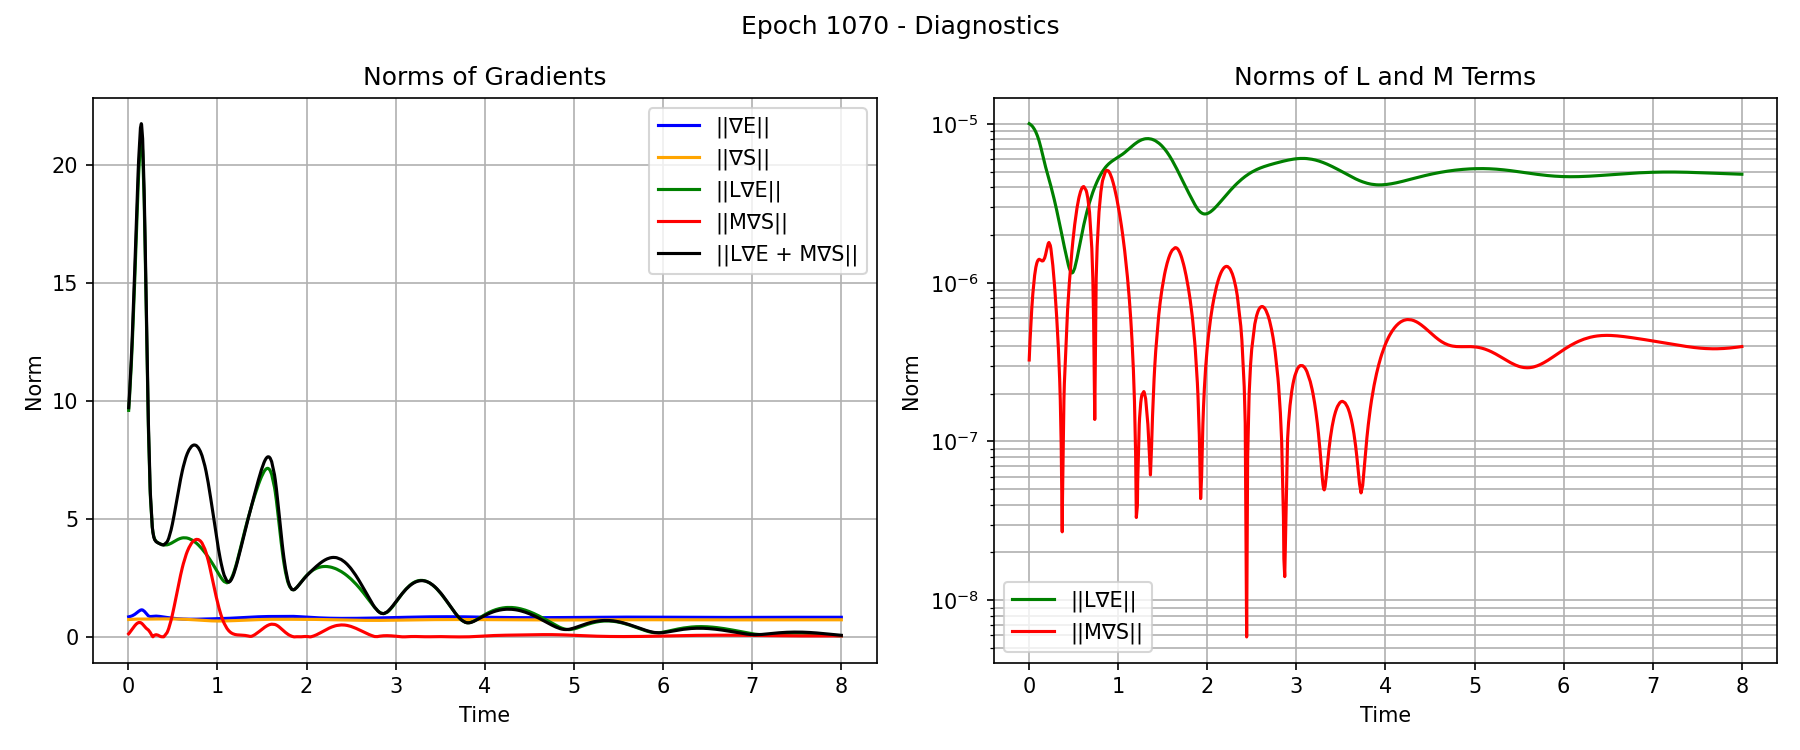 Epoch 1070 - Diagnostics
Norms of Gradients
Norm
20
15
10
5
0
0 1 2 3 4 5 6 7 8
Time
||∇E||
||∇S||
||L∇E||
||M∇S||
||L∇E + M∇S||
Norms of L and M Terms
Norm
10⁻⁵
10⁻⁶
10⁻⁷
10⁻⁸
0 1 2 3 4 5 6 7 8
Time
||L∇E||
||M∇S||